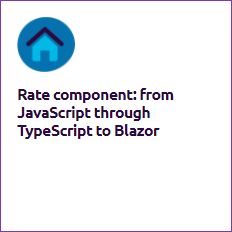 Rate component: from
JavaScript through
TypeScript to Blazor